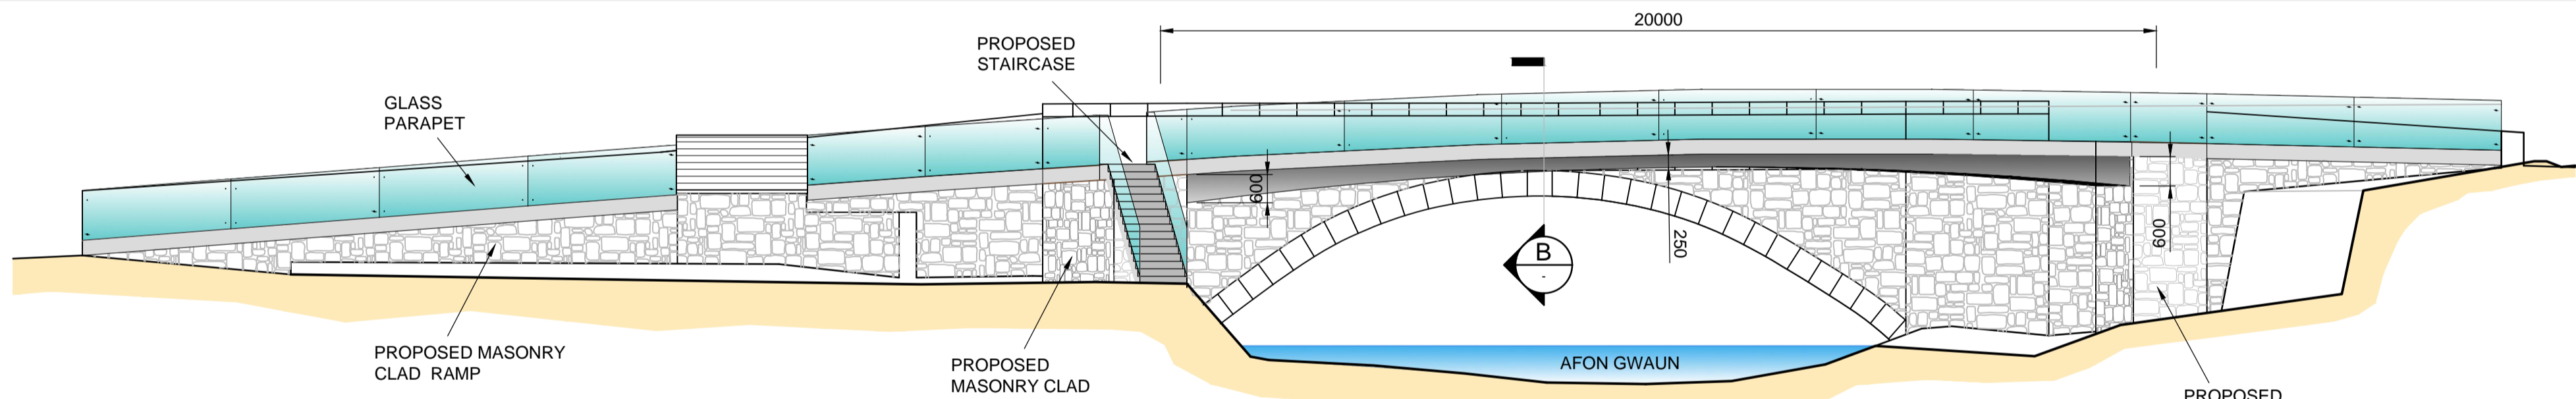 20000
PROPOSED
STAIRCASE
GLASS
PARAPET
600
250
B
-
600
PROPOSED MASONRY
CLAD RAMP
PROPOSED
MASONRY CLAD
AFON GWAUN
PROPOSED